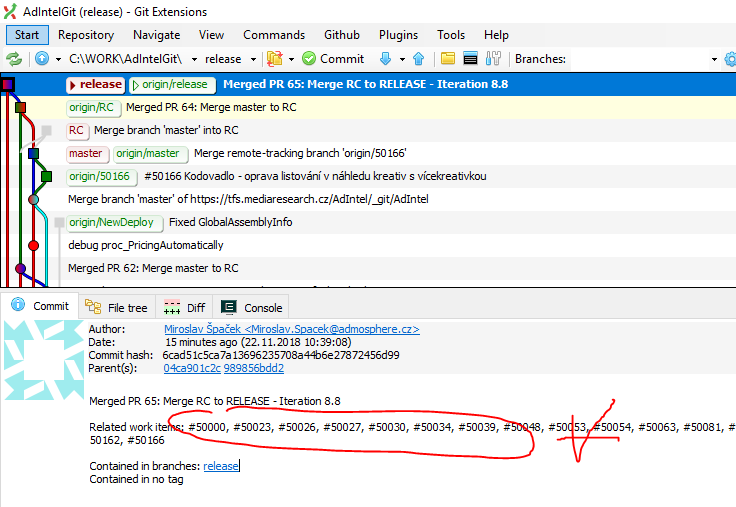 AdIntelGit (release) - Git Extensions
Start Repository Navigate View Commands Github Plugins Tools Help
C:\WORK\AdIntelGit\ release Commit Branches:
release origin/release Merged PR 65: Merge RC to RELEASE - Iteration 8.8
origin/RC Merged PR 64: Merge master to RC
RC Merge branch 'master' into RC
master origin/master Merge remote-tracking branch 'origin/50166'
origin/50166 #50166 Kodovadlo - oprava listování v náhledu kreativ s vícekreativkou
Merge branch 'master' of https://tfs.mediaresearch.cz/AdIntel/_git/AdIntel
origin/NewDeploy Fixed GlobalAssemblyInfo
debug proc_PricingAutomatically
Merged PR 62: Merge master to RC
Commit File tree Diff Console
Author: Miroslav Špaček <Miroslav.Spacek@admosphere.cz>
Date: 15 minutes ago (22.11.2018 10:39:08)
Commit hash: 6cad51c5ca7a13696235708a44b6e27872456d99
Parent(s): 04ca901c2c 989856bdd2
Merged PR 65: Merge RC to RELEASE - Iteration 8.8
Related work items: #50000, #50023, #50026, #50027, #50030, #50034, #50039, #50048, #50053, #50054, #50063, #50081, #
50162, #50166
Contained in branches: release
Contained in no tag